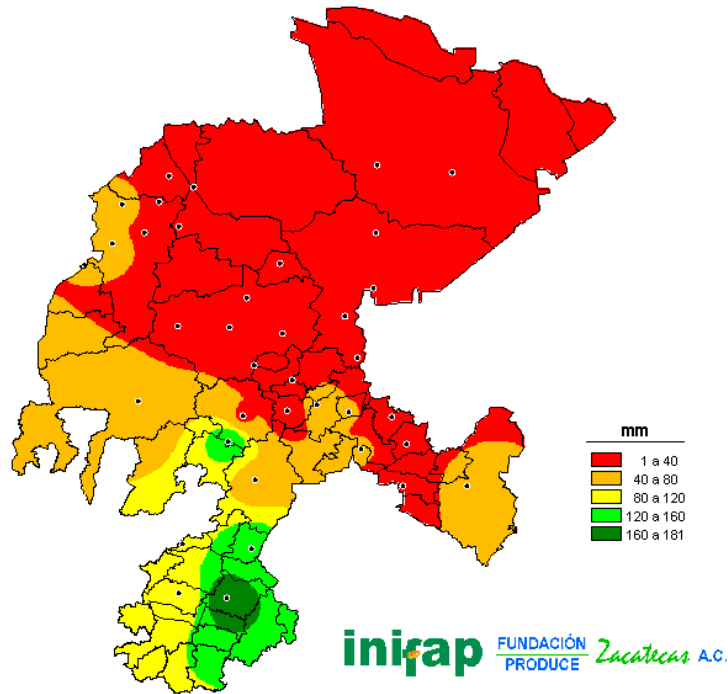 mm
1 a 40
40 a 80
80 a 120
120 a 160
160 a 181
inifap
FUNDACIÓN
PRODUCE
Zacatecas A.C.